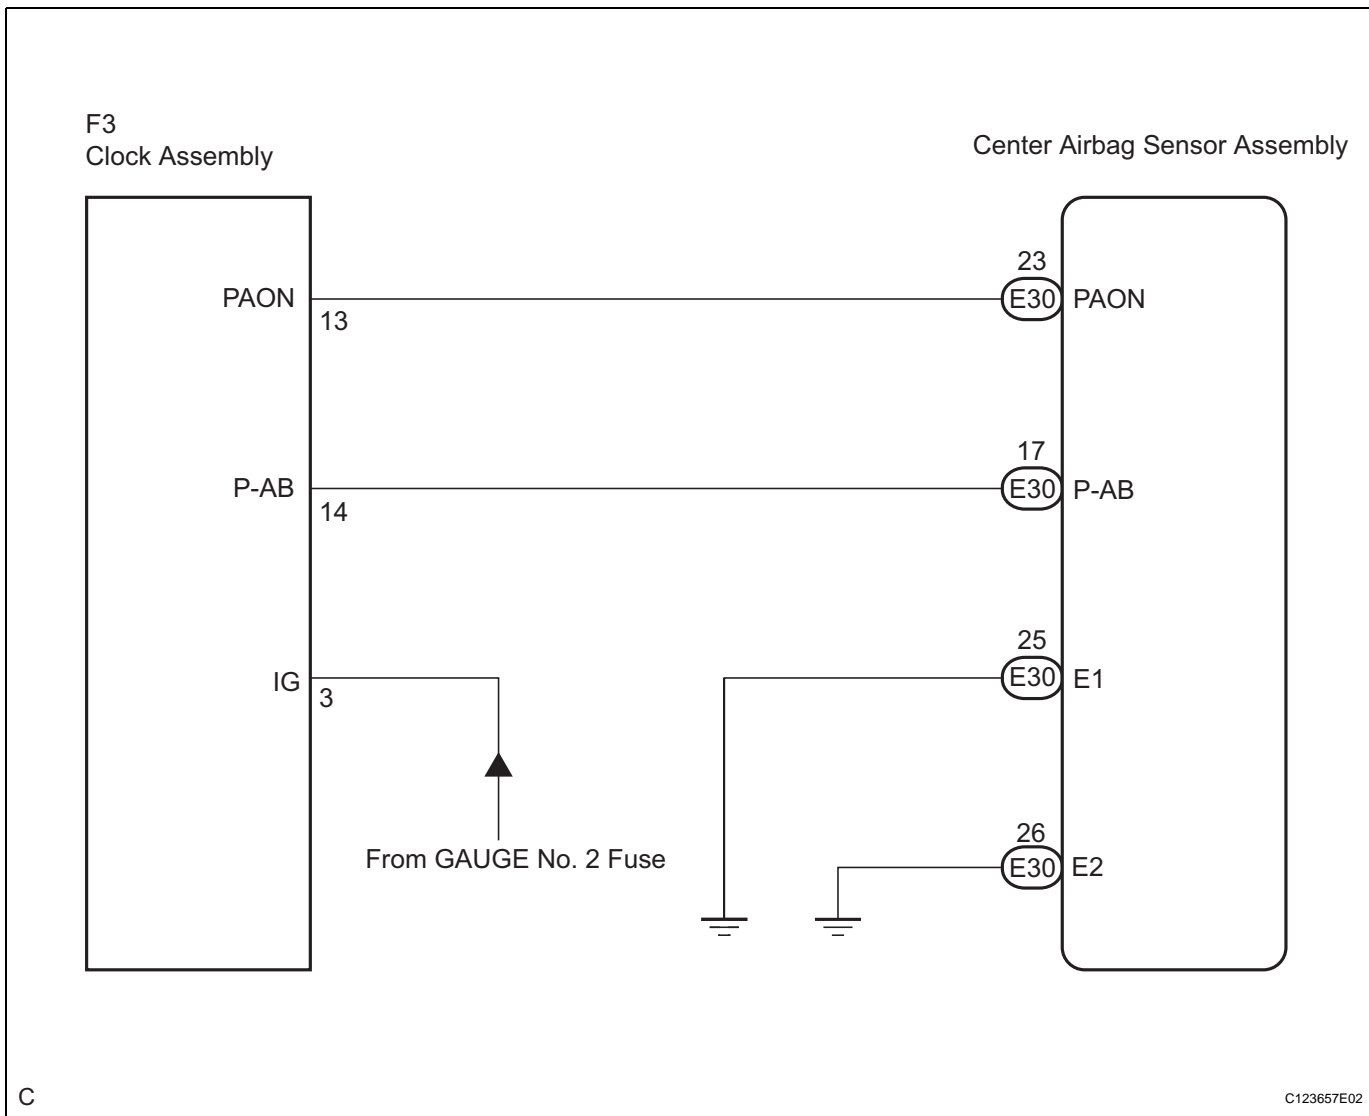 F3
Clock Assembly
Center Airbag Sensor Assembly
PAON
13
23
E30
PAON
P-AB
14
17
E30
P-AB
IG
3
25
E30
E1
From GAUGE No. 2 Fuse
26
E30
E2
C
C123657E02